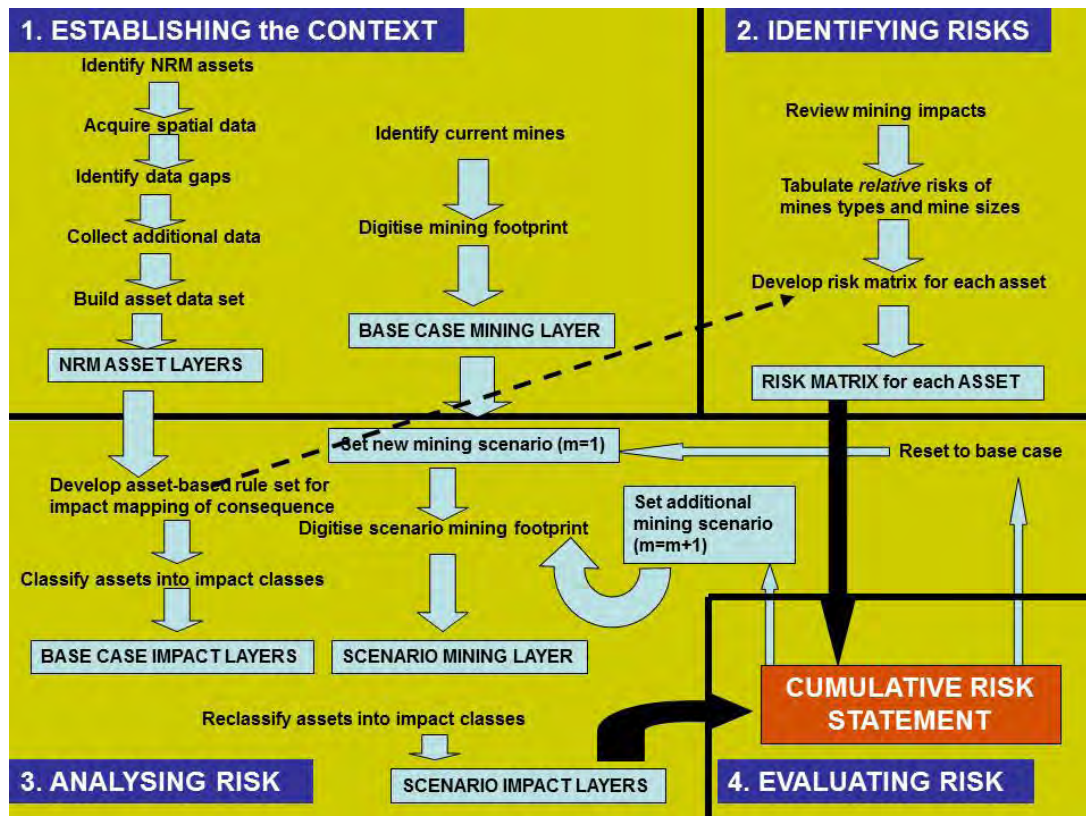 1. ESTABLISHING the CONTEXT
Identify NRM assets
Acquire spatial data
Identify data gaps
Collect additional data
Build asset data set
NRM ASSET LAYERS
Identify current mines
Digitise mining footprint
BASE CASE MINING LAYER
2. IDENTIFYING RISKS
Review mining impacts
Tabulate relative risks of
mines types and mine sizes
Develop risk matrix for each asset
RISK MATRIX for each ASSET
Set new mining scenario (m=1)
Reset to base case
Develop asset-based rule set for
impact mapping of consequence
Classify assets into impact classes
BASE CASE IMPACT LAYERS
Digitise scenario mining footprint
SCENARIO MINING LAYER
Set additional
mining scenario
(m=m+1)
Reclassify assets into impact classes
SCENARIO IMPACT LAYERS
3. ANALYSING RISK
CUMULATIVE RISK
STATEMENT
4. EVALUATING RISK